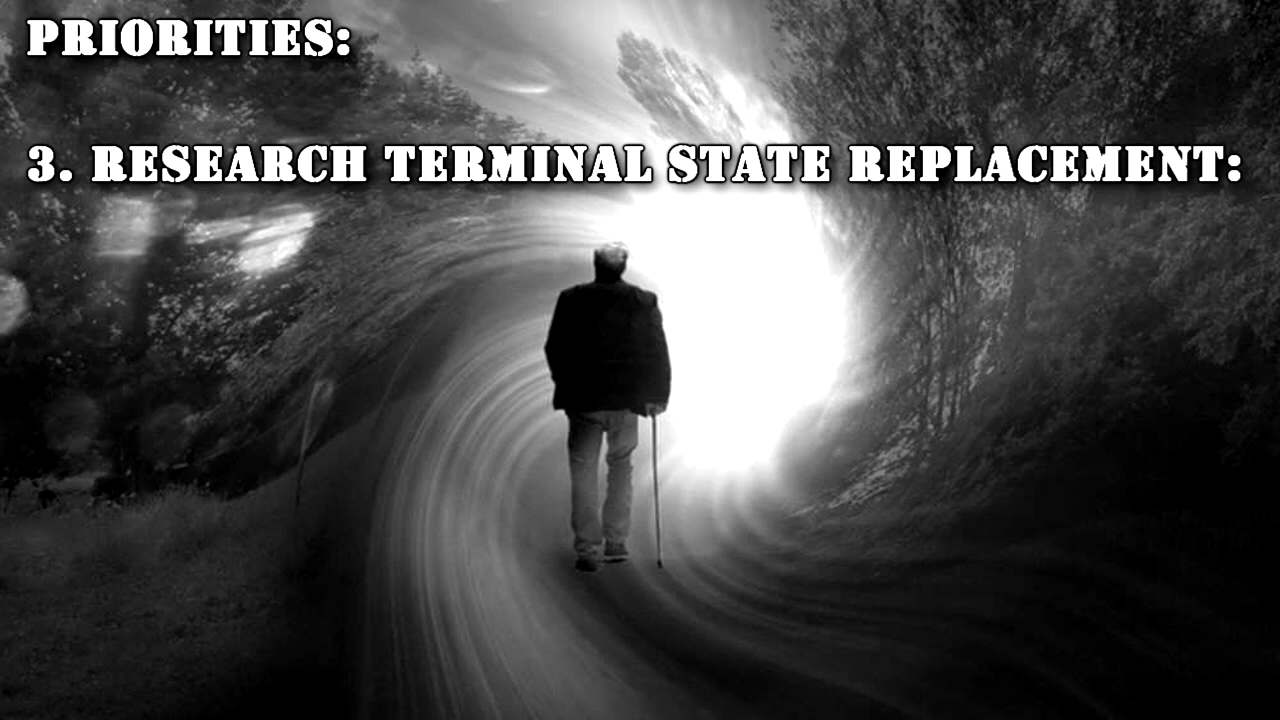 PRIORITIES:
3. RESEARCH TERMINAL STATE REPLACEMENT: